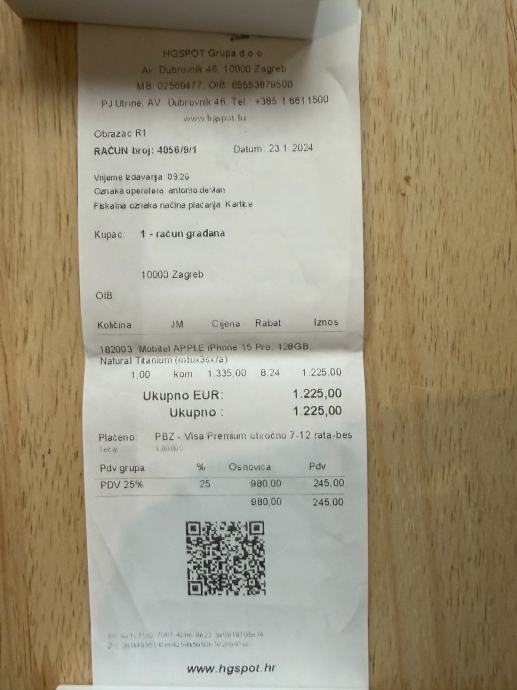 HGSPOT Grupa d.o.o.
Av. Dubrovnik 46, 10000 Zagreb
MB: 02569477, OIB: 65553879500
PJ Utrine, AV. Dubrovnik 46, Tel.: +385 1 6611500
www.hgspot.hr
Obrazac R1
RAČUN broj: 4056/9/1 Datum: 23.1.2024
Vrijeme izdavanja: 09:26
Oznaka operatera: antonio devlan
Fiskalna oznaka načina plaćanja: Kartice
Kupac: 1 - račun građana
10000 Zagreb
OIB
Količina JM Cijena Rabat Iznos
182003 Mobitel APPLE iPhone 15 Pro, 128GB,
Natural Titanium (mtux3sx/a)
1,00 kom 1.335,00 8,24 1.225,00
Ukupno EUR: 1.225,00
Ukupno : 1.225,00
Plaćeno: PBZ - Visa Premium obročno 7-12 rata-bes
Tečaj:
Pdv grupa % Osnovica Pdv
PDV 25% 25 980,00 245,00
980,00 245,00
www.hgspot.hr